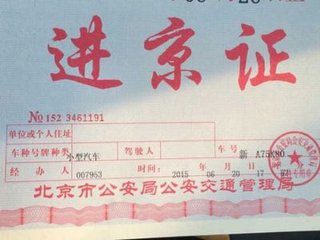 进京证
№152 3461191
单位或个人住址
车种号牌种类 小型汽车 驾驶人 车号 新 A75X80
经办人 007953 时间: 2015 06 20 17
北京市公安局公安交通管理局